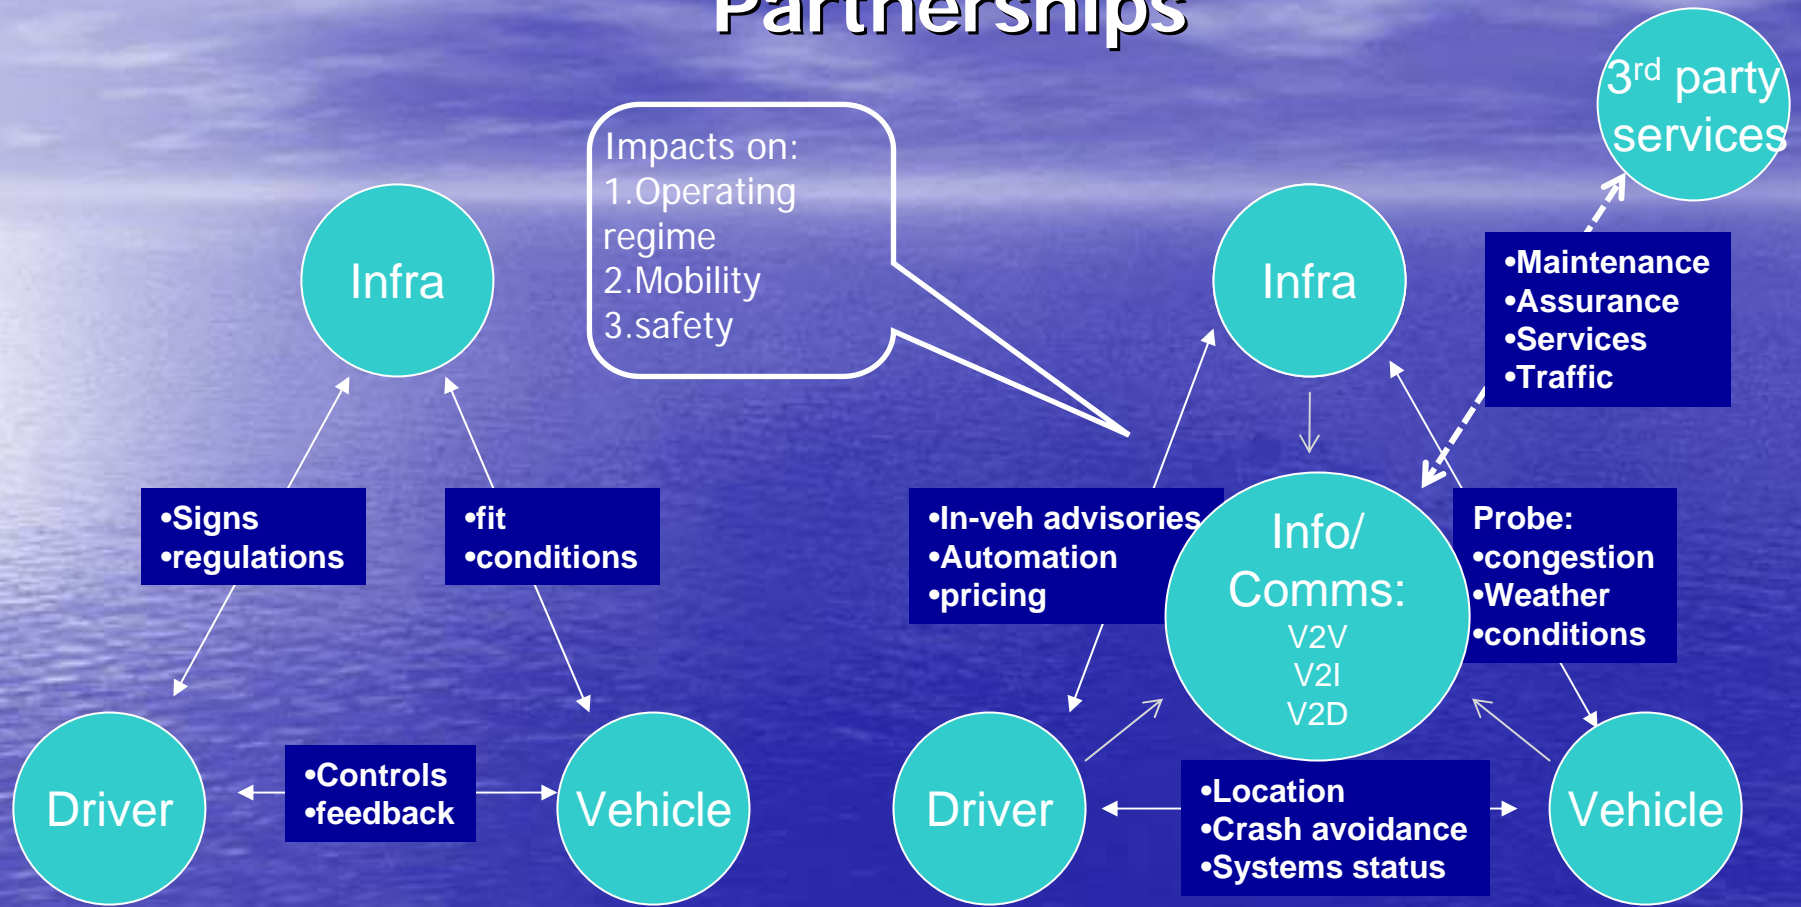 Partnerships
3rd party
services
Impacts on:
1.Operating
regime
2.Mobility
3.safety
Infra
Infra
•Maintenance
•Assurance
•Services
•Traffic
•Signs
•regulations
•fit
•conditions
•In-veh advisories
•Automation
•pricing
Info/
Comms:
V2V
V2I
V2D
Probe:
•congestion
•Weather
•conditions
Driver
•Controls
•feedback
Vehicle
Driver
•Location
•Crash avoidance
•Systems status
Vehicle